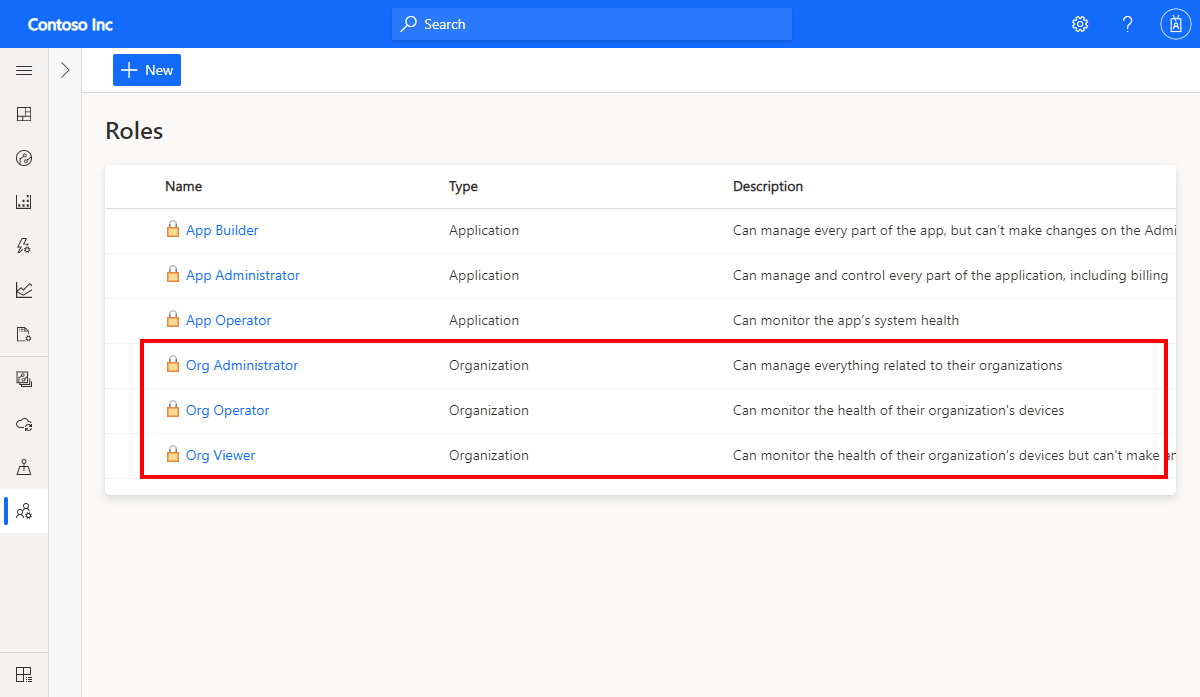 Contoso Inc
Search
?
New
Roles
Name Type Description
App Builder Application Can manage every part of the app, but can't make changes on the Admi
App Administrator Application Can manage and control every part of the application, including billing
App Operator Application Can monitor the app's system health
Org Administrator Organization Can manage everything related to their organizations
Org Operator Organization Can monitor the health of their organization's devices
Org Viewer Organization Can monitor the health of their organization's devices but can't make